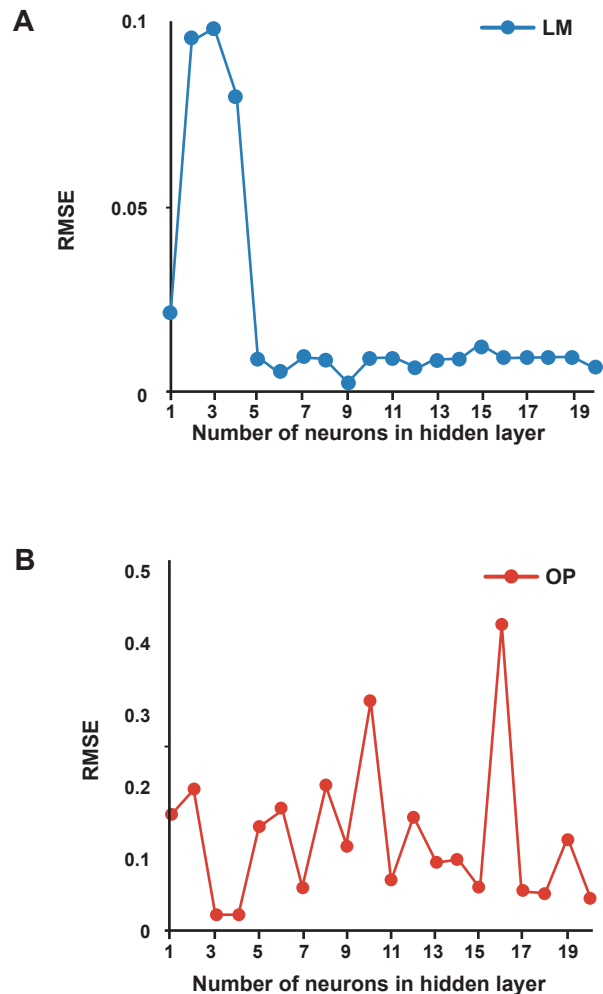 A
LM
0.1
0.05
0
RMSE
1 3 5 7 9 11 13 15 17 19
Number of neurons in hidden layer
B
OP
0.5
0.4
0.3
0.2
0.1
0
RMSE
1 3 5 7 9 11 13 15 17 19
Number of neurons in hidden layer